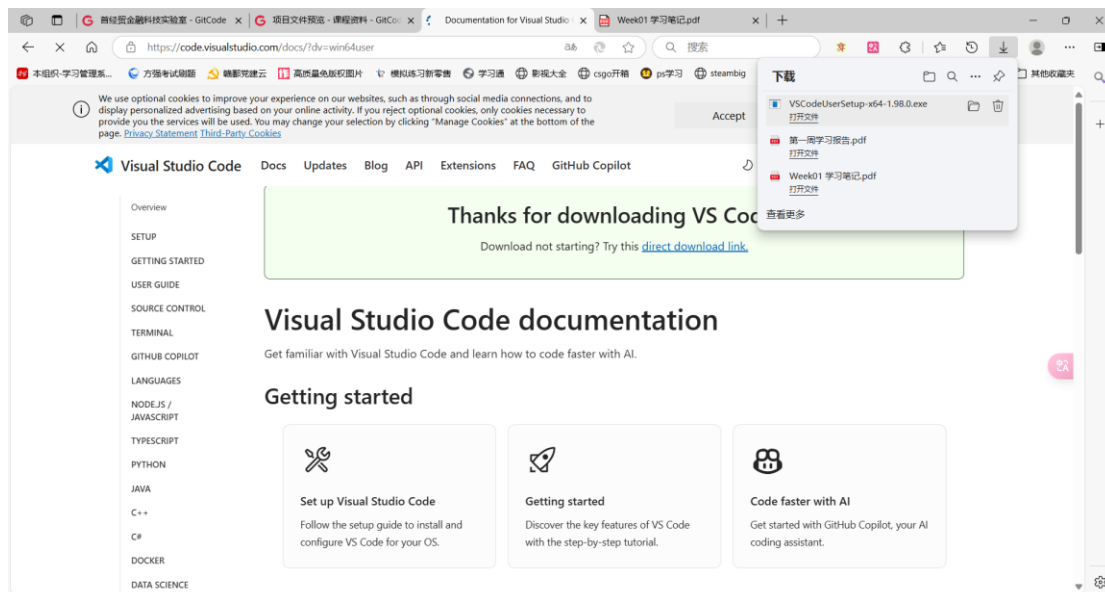 首经贸金融科技实验室 - GitCode
项目文件预览 - 课程资料 - GitCo
Documentation for Visual Studio
Week01 学习笔记.pdf
https://code.visualstudio.com/docs/?dv=win64user
搜索
本组织-学习管理系...
方强考试刷题
赣鄱党建云
高质量免版权图片
模拟练习新零售
学习通
影视大全
csgo开箱
ps学习
steambig
其他收藏夹
We use optional cookies to improve your experience on our websites, such as through social media connections, and to
display personalized advertising based on your online activity. If you reject optional cookies, only cookies necessary to
provide you the services will be used. You may change your selection by clicking "Manage Cookies" at the bottom of the
page. Privacy Statement Third-Party Cookies
Accept
下载
VSCodeUserSetup-x64-1.98.0.exe
打开文件
第一周学习报告.pdf
打开文件
Week01 学习笔记.pdf
打开文件
查看更多
Visual Studio Code
Docs
Updates
Blog
API
Extensions
FAQ
GitHub Copilot
Overview
SETUP
GETTING STARTED
USER GUIDE
SOURCE CONTROL
TERMINAL
GITHUB COPILOT
LANGUAGES
NODE.JS /
JAVASCRIPT
TYPESCRIPT
PYTHON
JAVA
C++
C#
DOCKER
DATA SCIENCE
Thanks for downloading VS Cod
Download not starting? Try this direct download link.
Visual Studio Code documentation
Get familiar with Visual Studio Code and learn how to code faster with AI.
Getting started
Set up Visual Studio Code
Follow the setup guide to install and
configure VS Code for your OS.
Getting started
Discover the key features of VS Code
with the step-by-step tutorial.
Code faster with AI
Get started with GitHub Copilot, your AI
coding assistant.